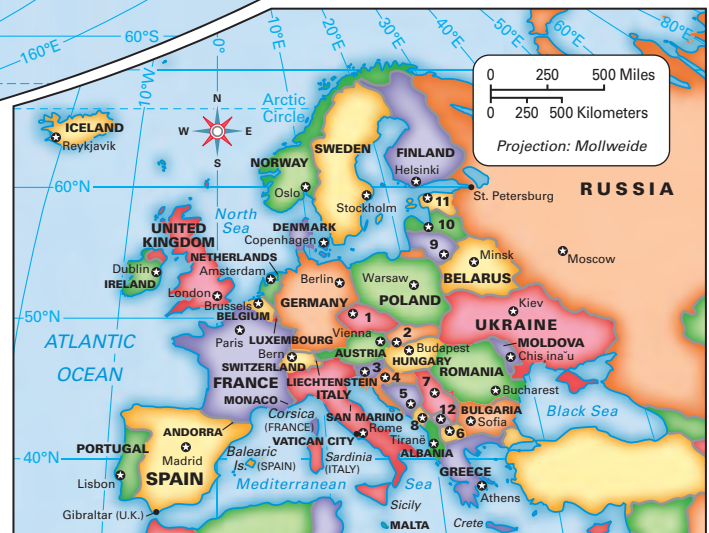 160°E
60°S
0°
10°E
20°E
30°E
40°E
50°E
60°E
80°E
10°W
Arctic
Circle
N
W
E
S
0 250 500 Miles
0 250 500 Kilometers
Projection: Mollweide
ICELAND
Reykjavik
NORWAY
SWEDEN
FINLAND
Helsinki
60°N
Oslo
Stockholm
St. Petersburg
RUSSIA
11
North
Sea
UNITED
KINGDOM
DENMARK
Copenhagen
10
9
Minsk
Moscow
NETHERLANDS
Amsterdam
Dublin
IRELAND
Berlin
Warsaw
BELARUS
London
Brussels
BELGIUM
GERMANY
POLAND
Kiev
50°N
1
UKRAINE
Paris
LUXEMBOURG
Vienna
2
MOLDOVA
Chis ina˘u
ATLANTIC
OCEAN
Bern
SWITZERLAND
AUSTRIA
Budapest
HUNGARY
ROMANIA
FRANCE
LIECHTENSTEIN
3
4
7
Bucharest
MONACO
ITALY
5
Corsica
(FRANCE)
SAN MARINO
12
BULGARIA
Black Sea
ANDORRA
Rome
8
6
Sofia
PORTUGAL
Madrid
VATICAN CITY
Tiranë
Balearic
Is. (SPAIN)
Sardinia
(ITALY)
ALBANIA
40°N
Lisbon
SPAIN
GREECE
Mediterranean Sea
Athens
Sicily
Gibraltar (U.K.)
MALTA
Crete